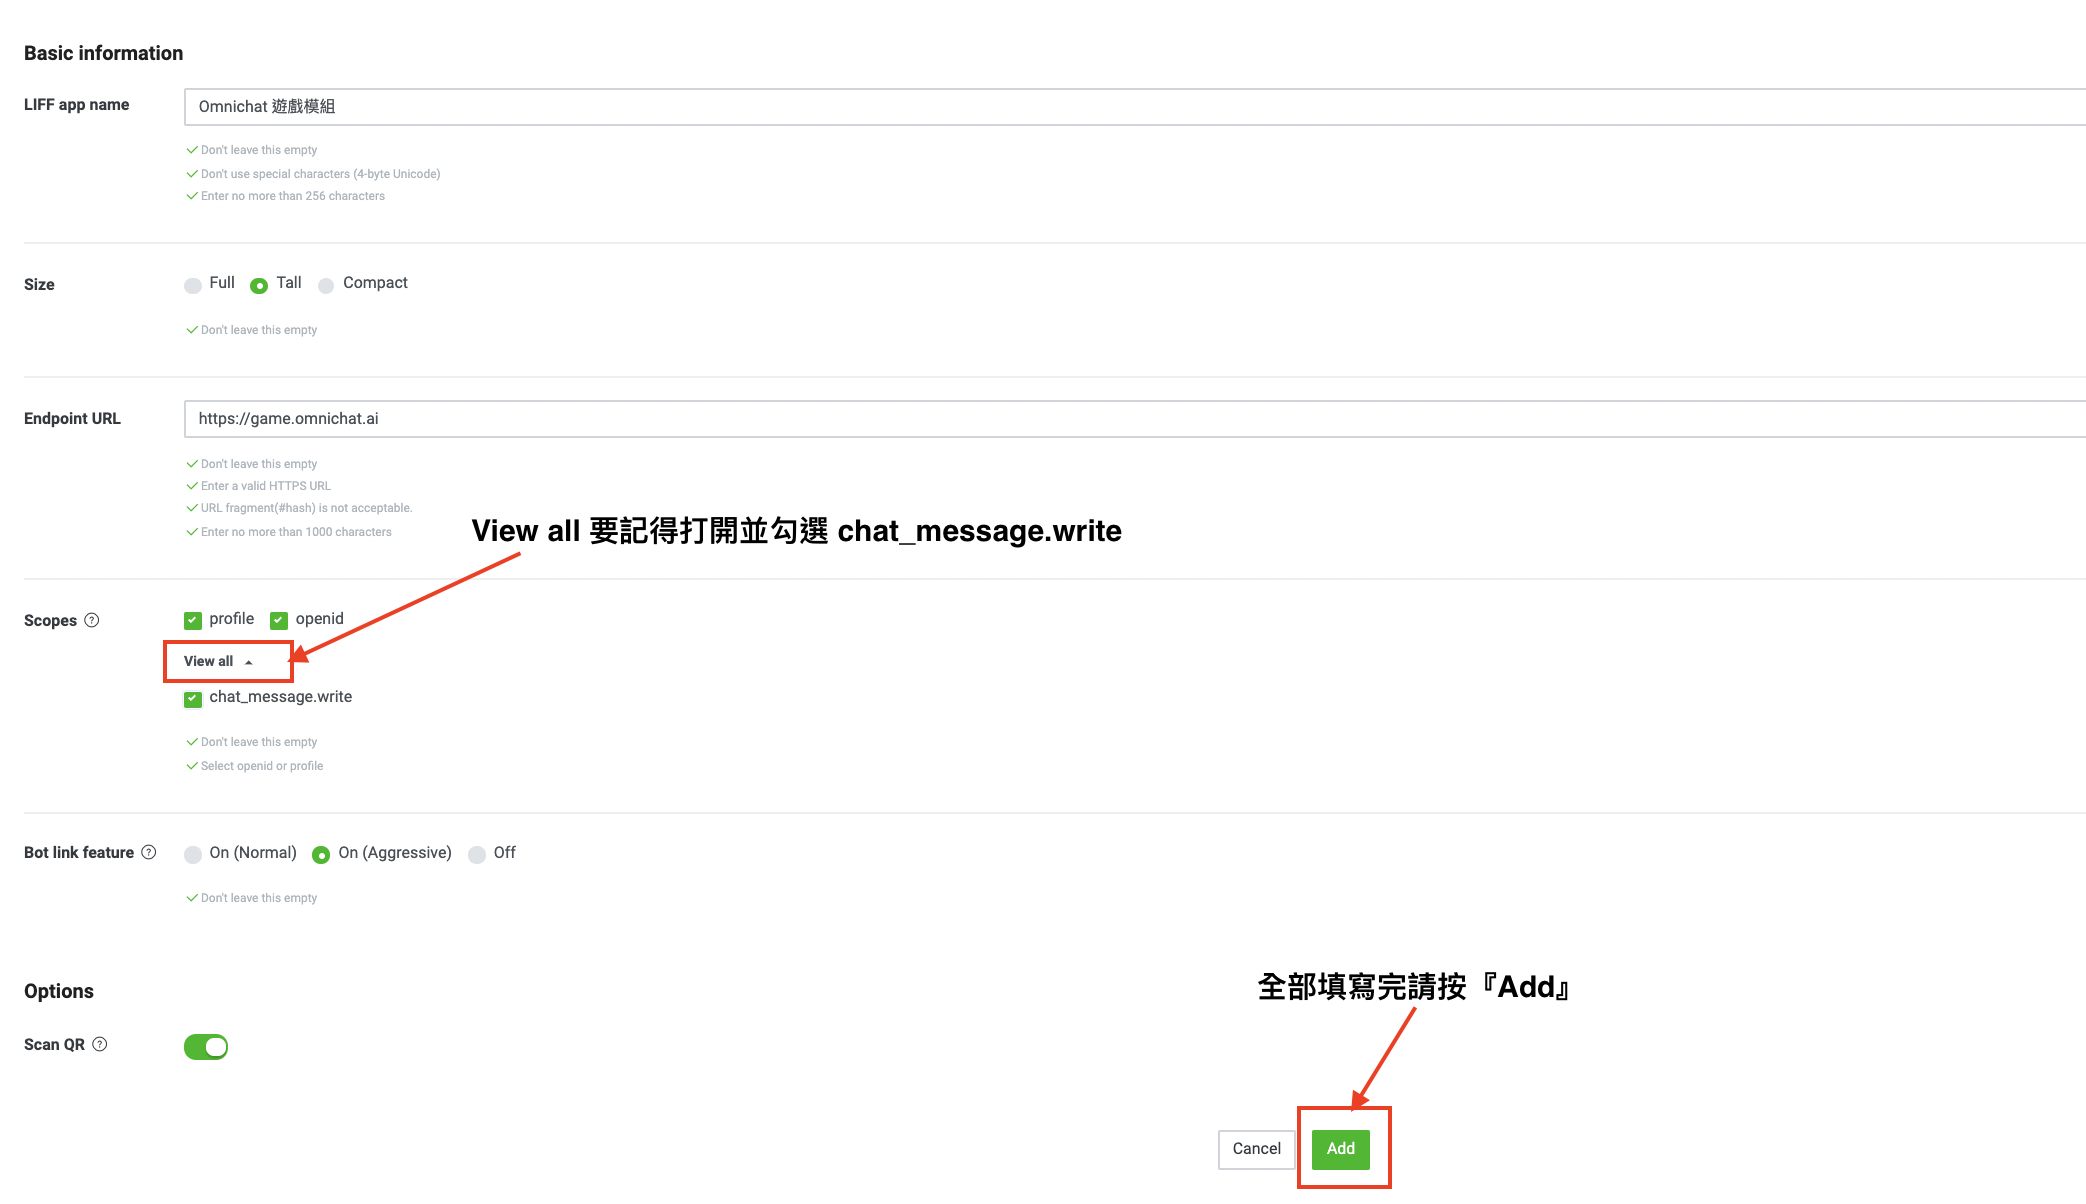 Basic information
LIFF app name
Omnichat 遊戲模組
Don't leave this empty
Don't use special characters (4-byte Unicode)
Enter no more than 256 characters
Size
Full Tall Compact
Don't leave this empty
Endpoint URL
https://game.omnichat.ai
Don't leave this empty
Enter a valid HTTPS URL
URL fragment(#hash) is not acceptable.
Enter no more than 1000 characters
View all 要記得打開並勾選 chat_message.write
Scopes ?
profile openid
View all
chat_message.write
Don't leave this empty
Select openid or profile
Bot link feature ?
On (Normal) On (Aggressive) Off
Don't leave this empty
Options
全部填寫完請按『Add』
Scan QR ?
Cancel Add